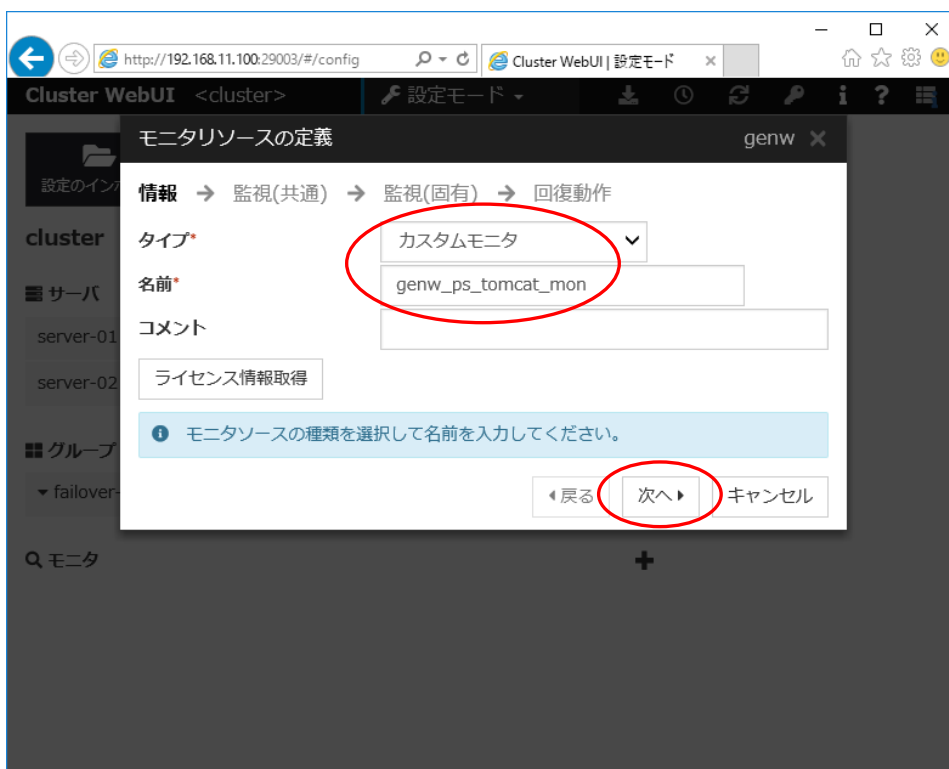 http://192.168.11.100:29003/#/config
Cluster WebUI | 設定モード
Cluster WebUI <cluster> 設定モード
モニタリソースの定義 genw
設定のインポ
情報 → 監視(共通) → 監視(固有) → 回復動作
cluster
タイプ* カスタムモニタ
サーバ
名前* genw_ps_tomcat_mon
server-01
コメント
server-02
ライセンス情報取得
モニタソースの種類を選択して名前を入力してください。
グループ
failover-
戻る 次へ キャンセル
モニタ